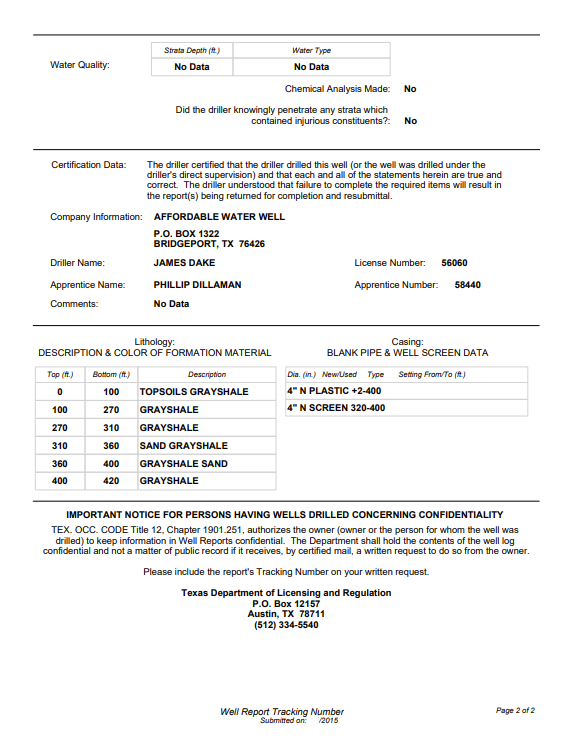 Strata Depth (ft.) Water Type
Water Quality: No Data No Data
Chemical Analysis Made: No
Did the driller knowingly penetrate any strata which
contained injurious constituents?: No
Certification Data: The driller certified that the driller drilled this well (or the well was drilled under the
driller's direct supervision) and that each and all of the statements herein are true and
correct. The driller understood that failure to complete the required items will result in
the report(s) being returned for completion and resubmittal.
Company Information: AFFORDABLE WATER WELL
P.O. BOX 1322
BRIDGEPORT, TX 76426
Driller Name: JAMES DAKE License Number: 56060
Apprentice Name: PHILLIP DILLAMAN Apprentice Number: 58440
Comments: No Data
Lithology:
DESCRIPTION & COLOR OF FORMATION MATERIAL
Top (ft.) Bottom (ft.) Description
0 100 TOPSOILS GRAYSHALE
100 270 GRAYSHALE
270 310 GRAYSHALE
310 360 SAND GRAYSHALE
360 400 GRAYSHALE SAND
400 420 GRAYSHALE
Casing:
BLANK PIPE & WELL SCREEN DATA
Dia. (in.) New/Used Type Setting From/To (ft.)
4" N PLASTIC +2-400
4" N SCREEN 320-400
IMPORTANT NOTICE FOR PERSONS HAVING WELLS DRILLED CONCERNING CONFIDENTIALITY
TEX. OCC. CODE Title 12, Chapter 1901.251, authorizes the owner (owner or the person for whom the well was
drilled) to keep information in Well Reports confidential. The Department shall hold the contents of the well log
confidential and not a matter of public record if it receives, by certified mail, a written request to do so from the owner.
Please include the report's Tracking Number on your written request.
Texas Department of Licensing and Regulation
P.O. Box 12157
Austin, TX 78711
(512) 334-5540
Well Report Tracking Number
Submitted on: /2015
Page 2 of 2